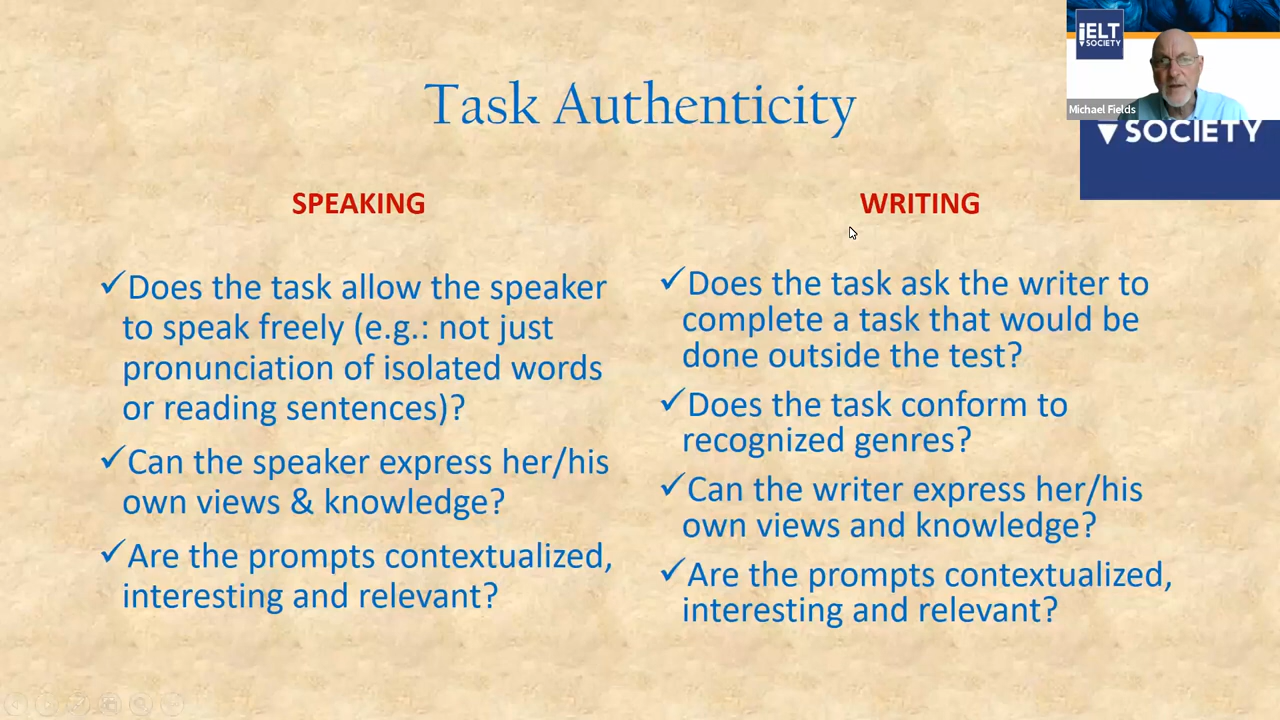 Task Authenticity
SPEAKING
✓Does the task allow the speaker
to speak freely (e.g.: not just
pronunciation of isolated words
or reading sentences)?
✓Can the speaker express her/his
own views & knowledge?
✓Are the prompts contextualized,
interesting and relevant?
WRITING
✓Does the task ask the writer to
complete a task that would be
done outside the test?
✓Does the task conform to
recognized genres?
✓Can the writer express her/his
own views and knowledge?
✓Are the prompts contextualized,
interesting and relevant?
iELT
SOCIETY
Michael Fields
SOCIETY